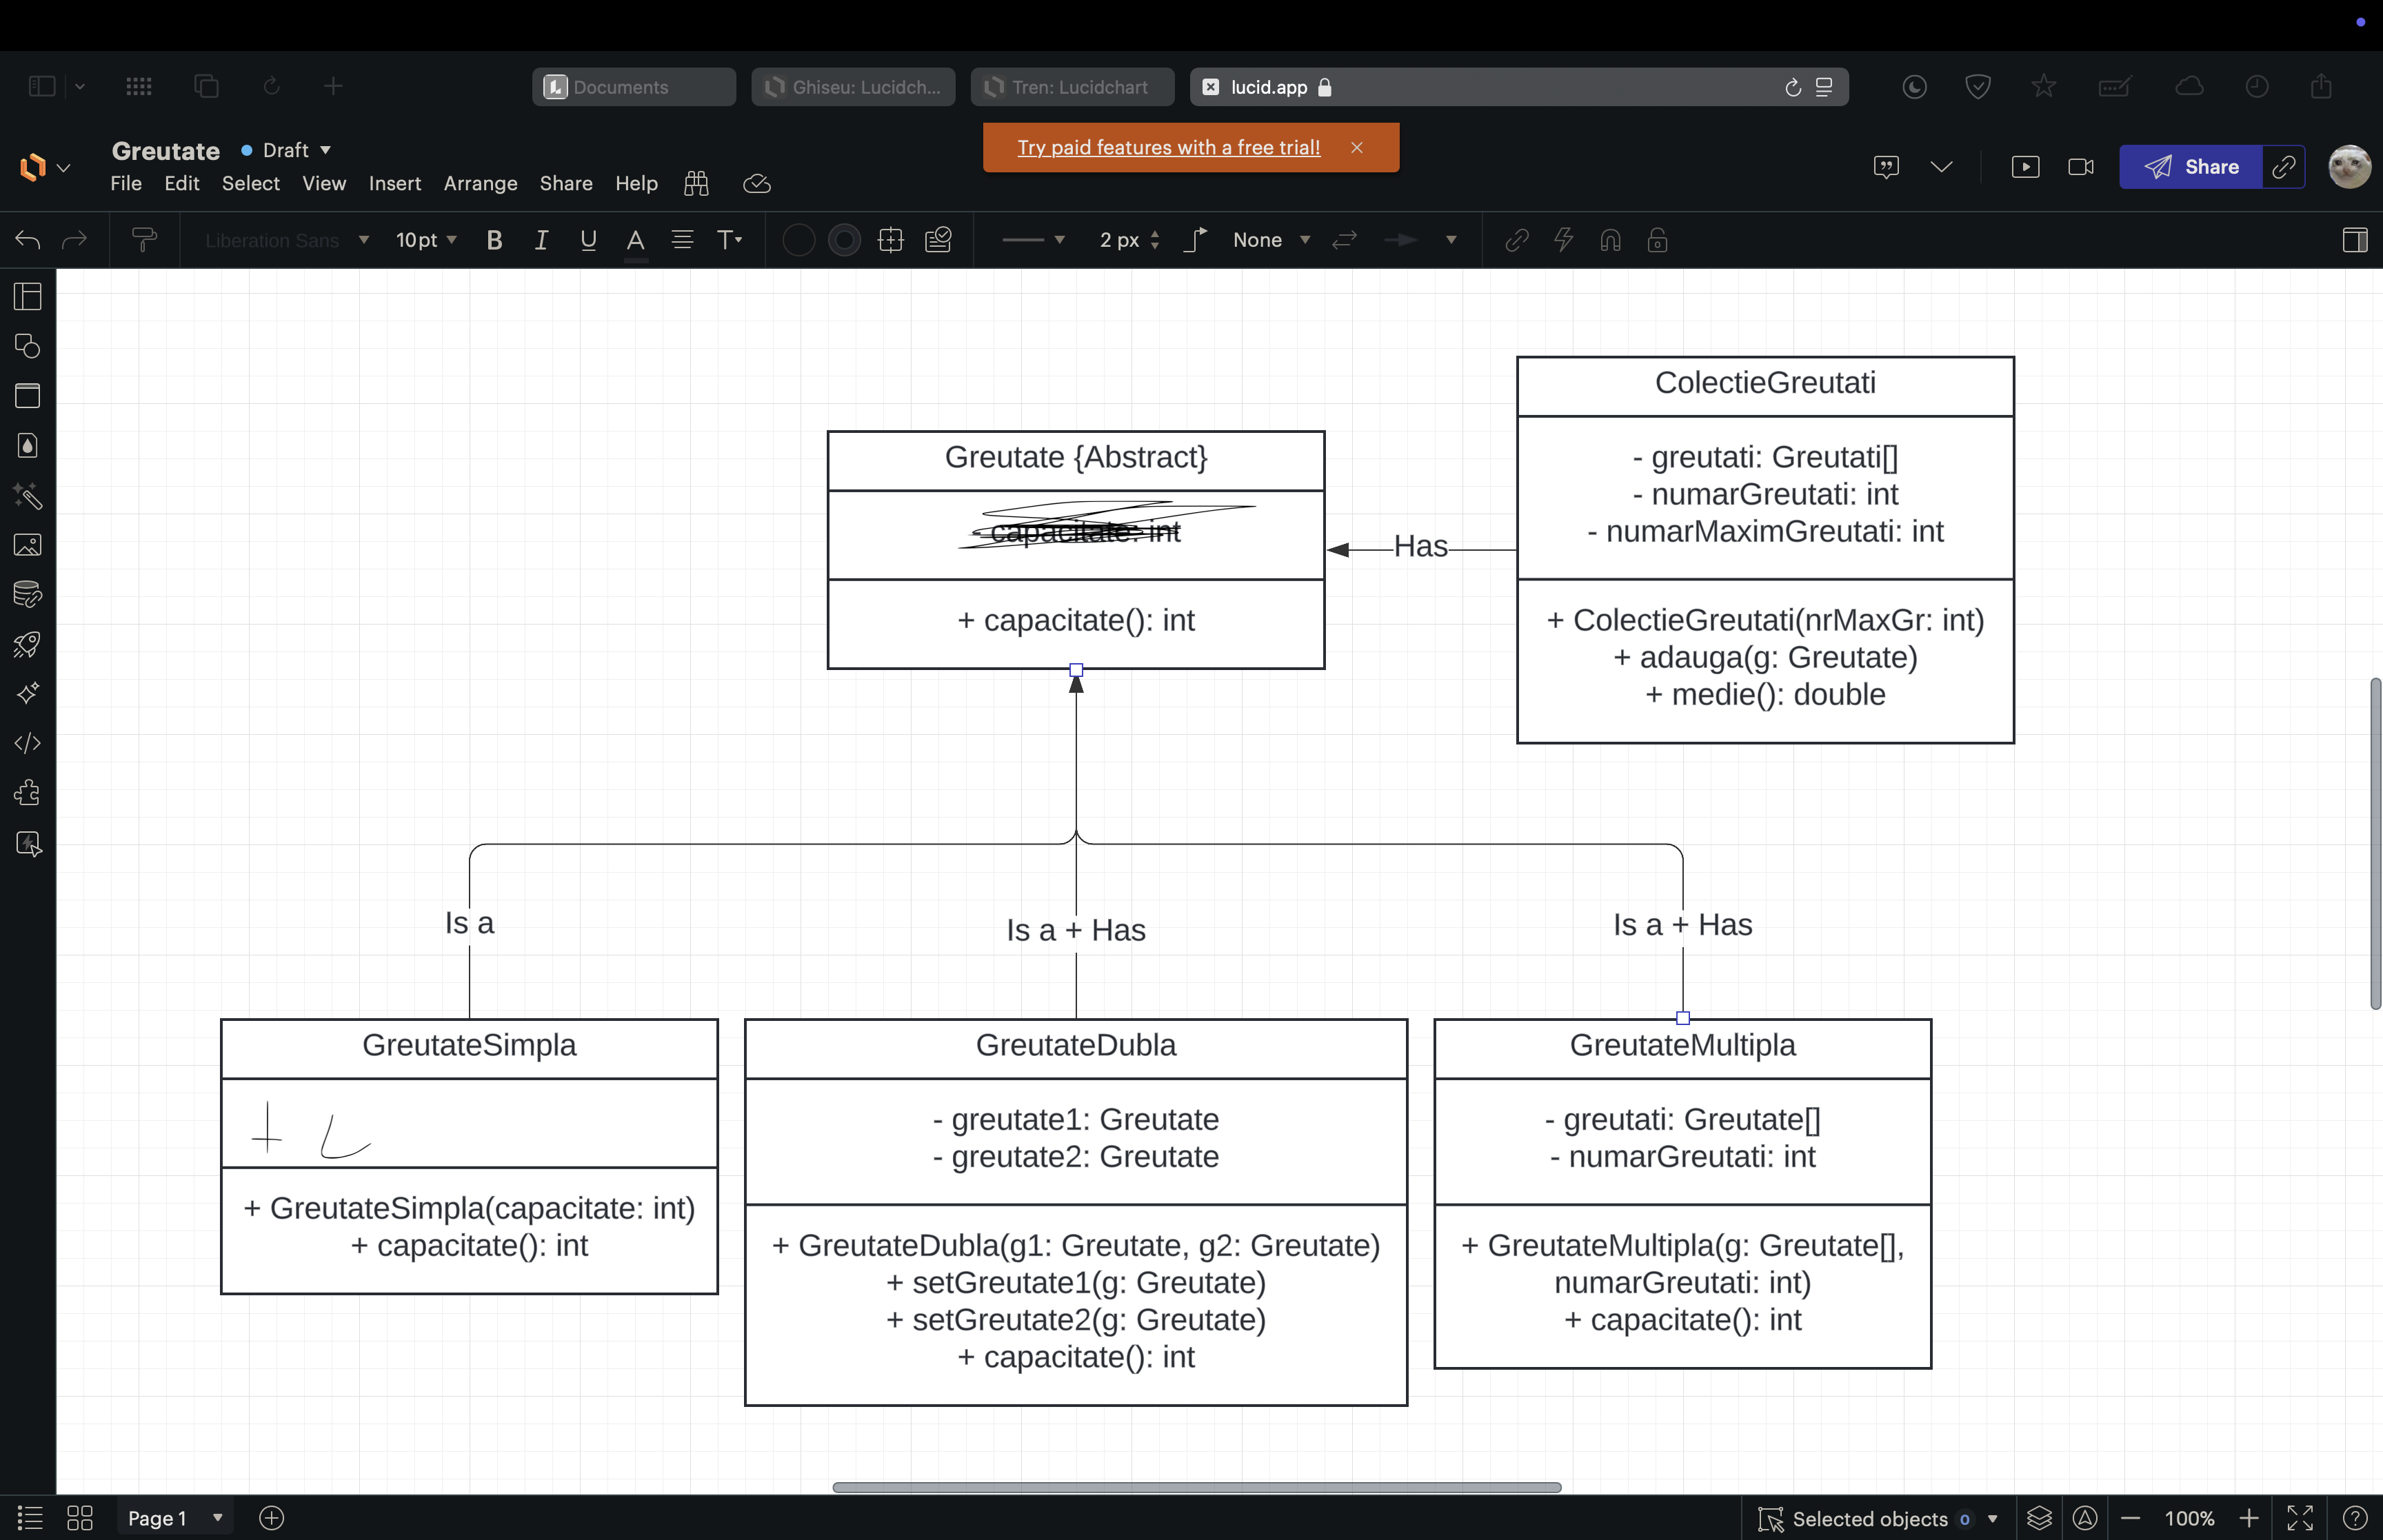 Documents
Ghiseu: Lucidch...
Tren: Lucidchart
lucid.app
Try paid features with a free trial!
Greutate
Draft
File Edit Select View Insert Arrange Share Help
Share
Liberation Sans
10pt
B I U A T
2 px
None
ColectieGreutati
- greutati: Greutati[]
- numarGreutati: int
- numarMaximGreutati: int
+ ColectieGreutati(nrMaxGr: int)
+ adauga(g: Greutate)
+ medie(): double
Greutate {Abstract}
- capacitate: int
+ capacitate(): int
Has
Is a
Is a + Has
Is a + Has
GreutateSimpla
+
+ GreutateSimpla(capacitate: int)
+ capacitate(): int
GreutateDubla
- greutate1: Greutate
- greutate2: Greutate
+ GreutateDubla(g1: Greutate, g2: Greutate)
+ setGreutate1(g: Greutate)
+ setGreutate2(g: Greutate)
+ capacitate(): int
GreutateMultipla
- greutati: Greutate[]
- numarGreutati: int
+ GreutateMultipla(g: Greutate[],
numarGreutati: int)
+ capacitate(): int
Page 1
Selected objects 0
100%